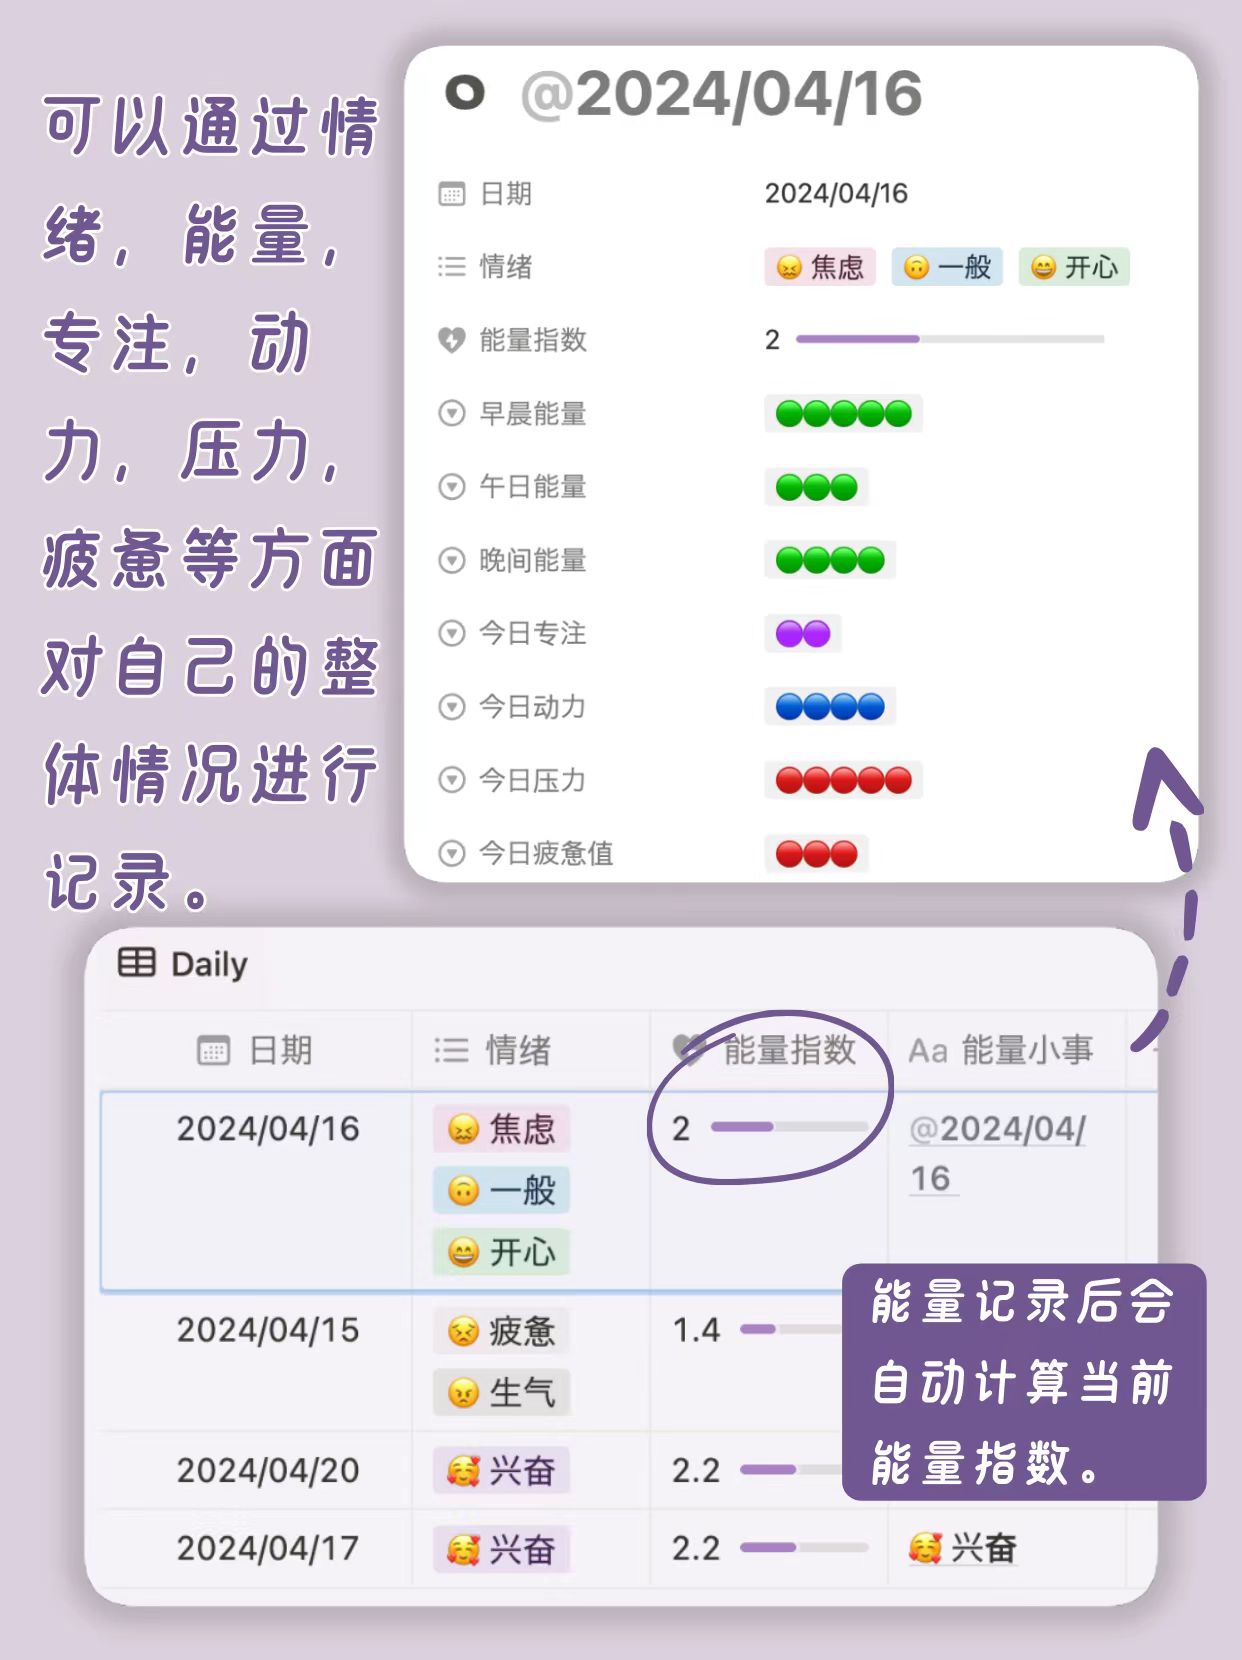 可以通过情
绪，能量，
专注，动
力，压力，
疲惫等方面
对自己的整
体情况进行
记录。
@2024/04/16
日期 2024/04/16
情绪 焦虑 一般 开心
能量指数 2
早晨能量
午日能量
晚间能量
今日专注
今日动力
今日压力
今日疲惫值
Daily
日期 情绪 能量指数 Aa 能量小事
2024/04/16 焦虑 2 @2024/04/
一般 16
开心
2024/04/15 疲惫 1.4
生气
2024/04/20 兴奋 2.2
2024/04/17 兴奋 2.2 兴奋
能量记录后会
自动计算当前
能量指数。